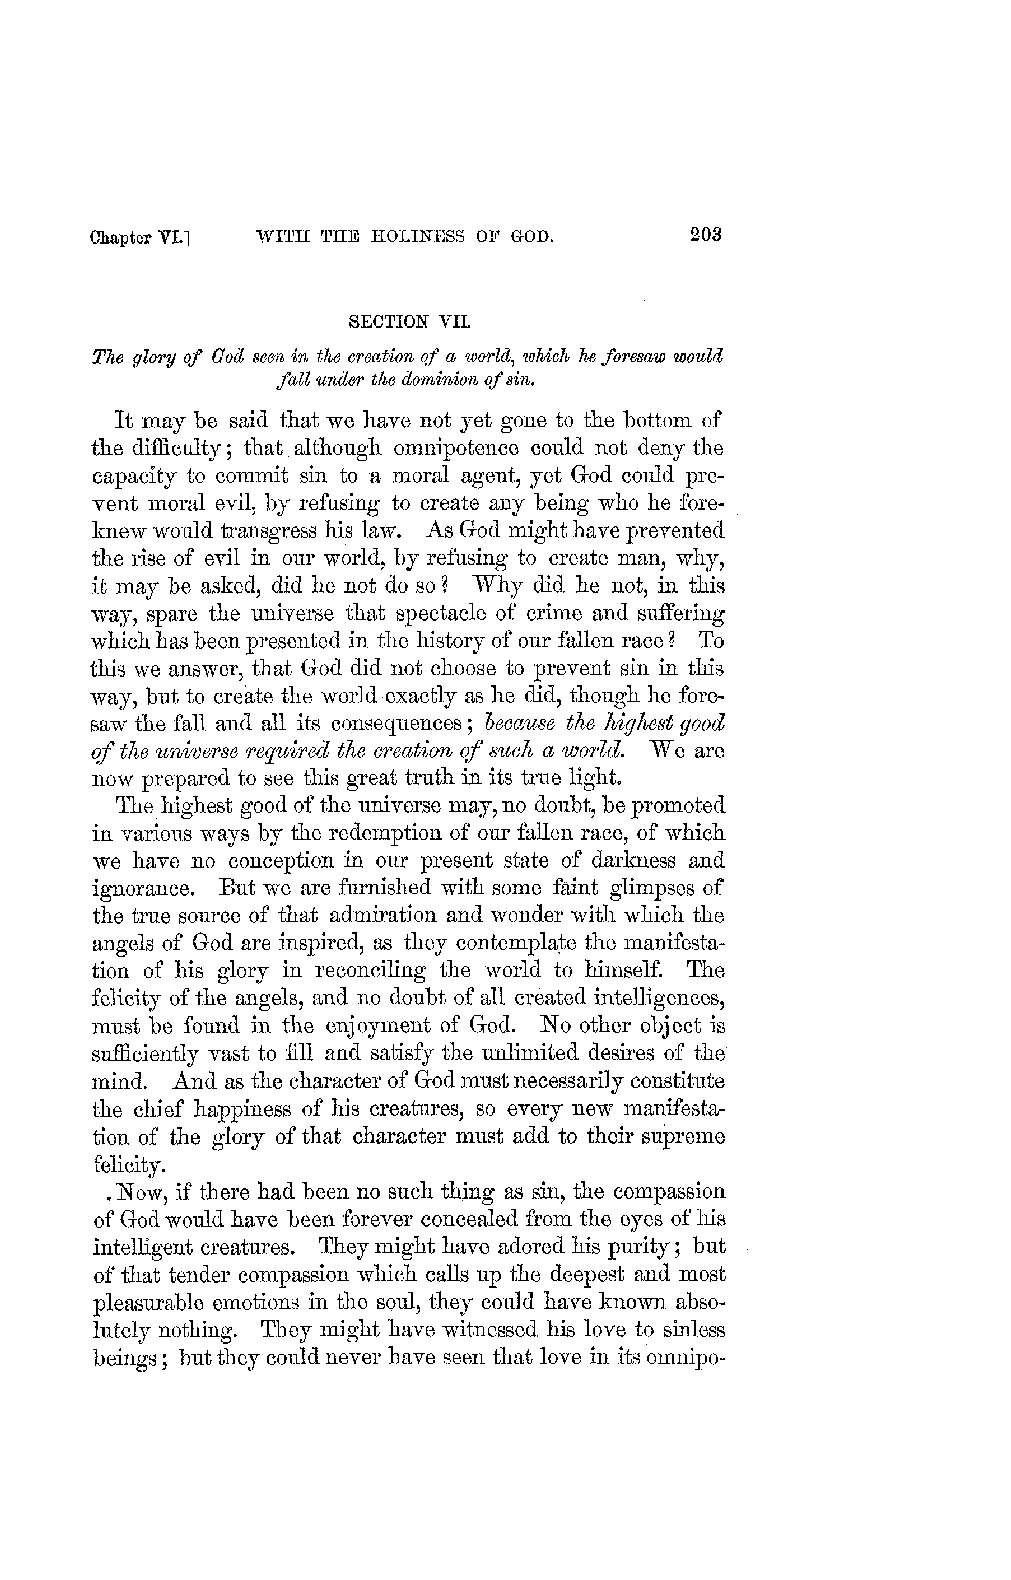 Chapter VI.] WITH THE HOLINESS OF GOD. 203
SECTION VII.
The glory of God seen in the creation of a world, which he foresaw would
fall under the dominion of sin.
It may be said that we have not yet gone to the bottom of
the difficulty; that although omnipotence could not deny the
capacity to commit sin to a moral agent, yet God could pre-
vent moral evil, by refusing to create any being who he fore-
knew would transgress his law. As God might have prevented
the rise of evil in our world, by refusing to create man, why,
it may be asked, did he not do so? Why did he not, in this
way, spare the universe that spectacle of crime and suffering
which has been presented in the history of our fallen race? To
this we answer, that God did not choose to prevent sin in this
way, but to create the world exactly as he did, though he fore-
saw the fall and all its consequences; because the highest good
of the universe required the creation of such a world. We are
now prepared to see this great truth in its true light.
The highest good of the universe may, no doubt, be promoted
in various ways by the redemption of our fallen race, of which
we have no conception in our present state of darkness and
ignorance. But we are furnished with some faint glimpses of
the true source of that admiration and wonder with which the
angels of God are inspired, as they contemplate the manifesta-
tion of his glory in reconciling the world to himself. The
felicity of the angels, and no doubt of all created intelligences,
must be found in the enjoyment of God. No other object is
sufficiently vast to fill and satisfy the unlimited desires of the
mind. And as the character of God must necessarily constitute
the chief happiness of his creatures, so every new manifesta-
tion of the glory of that character must add to their supreme
felicity.
Now, if there had been no such thing as sin, the compassion
of God would have been forever concealed from the eyes of his
intelligent creatures. They might have adored his purity; but
of that tender compassion which calls up the deepest and most
pleasurable emotions in the soul, they could have known abso-
lutely nothing. They might have witnessed his love to sinless
beings; but they could never have seen that love in its omnipo-